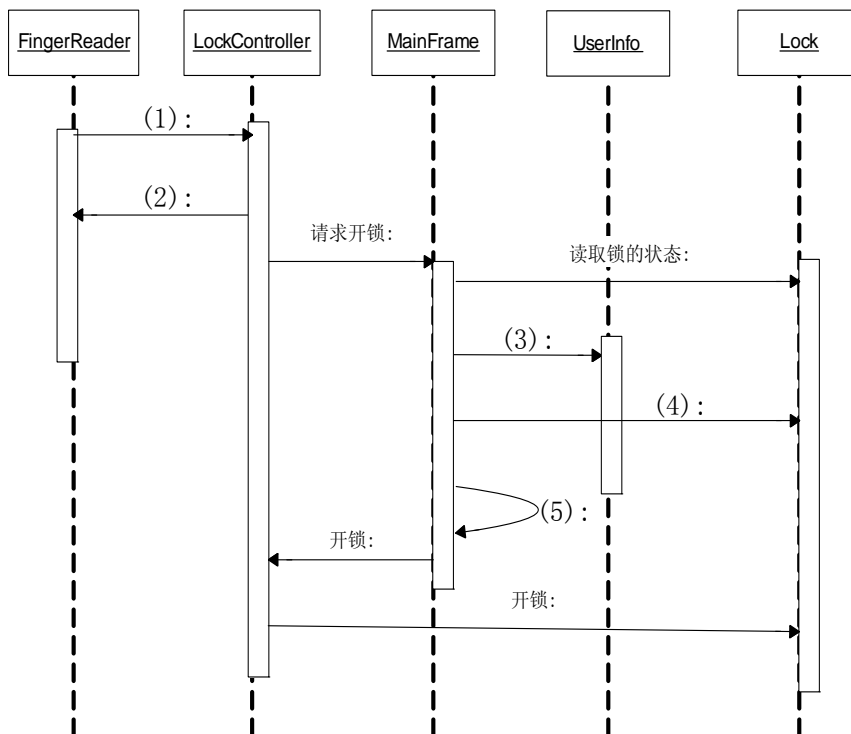 FingerReader
LockController
MainFrame
UserInfo
Lock
(1):
(2):
请求开锁:
读取锁的状态:
(3):
(4):
(5):
开锁:
开锁: